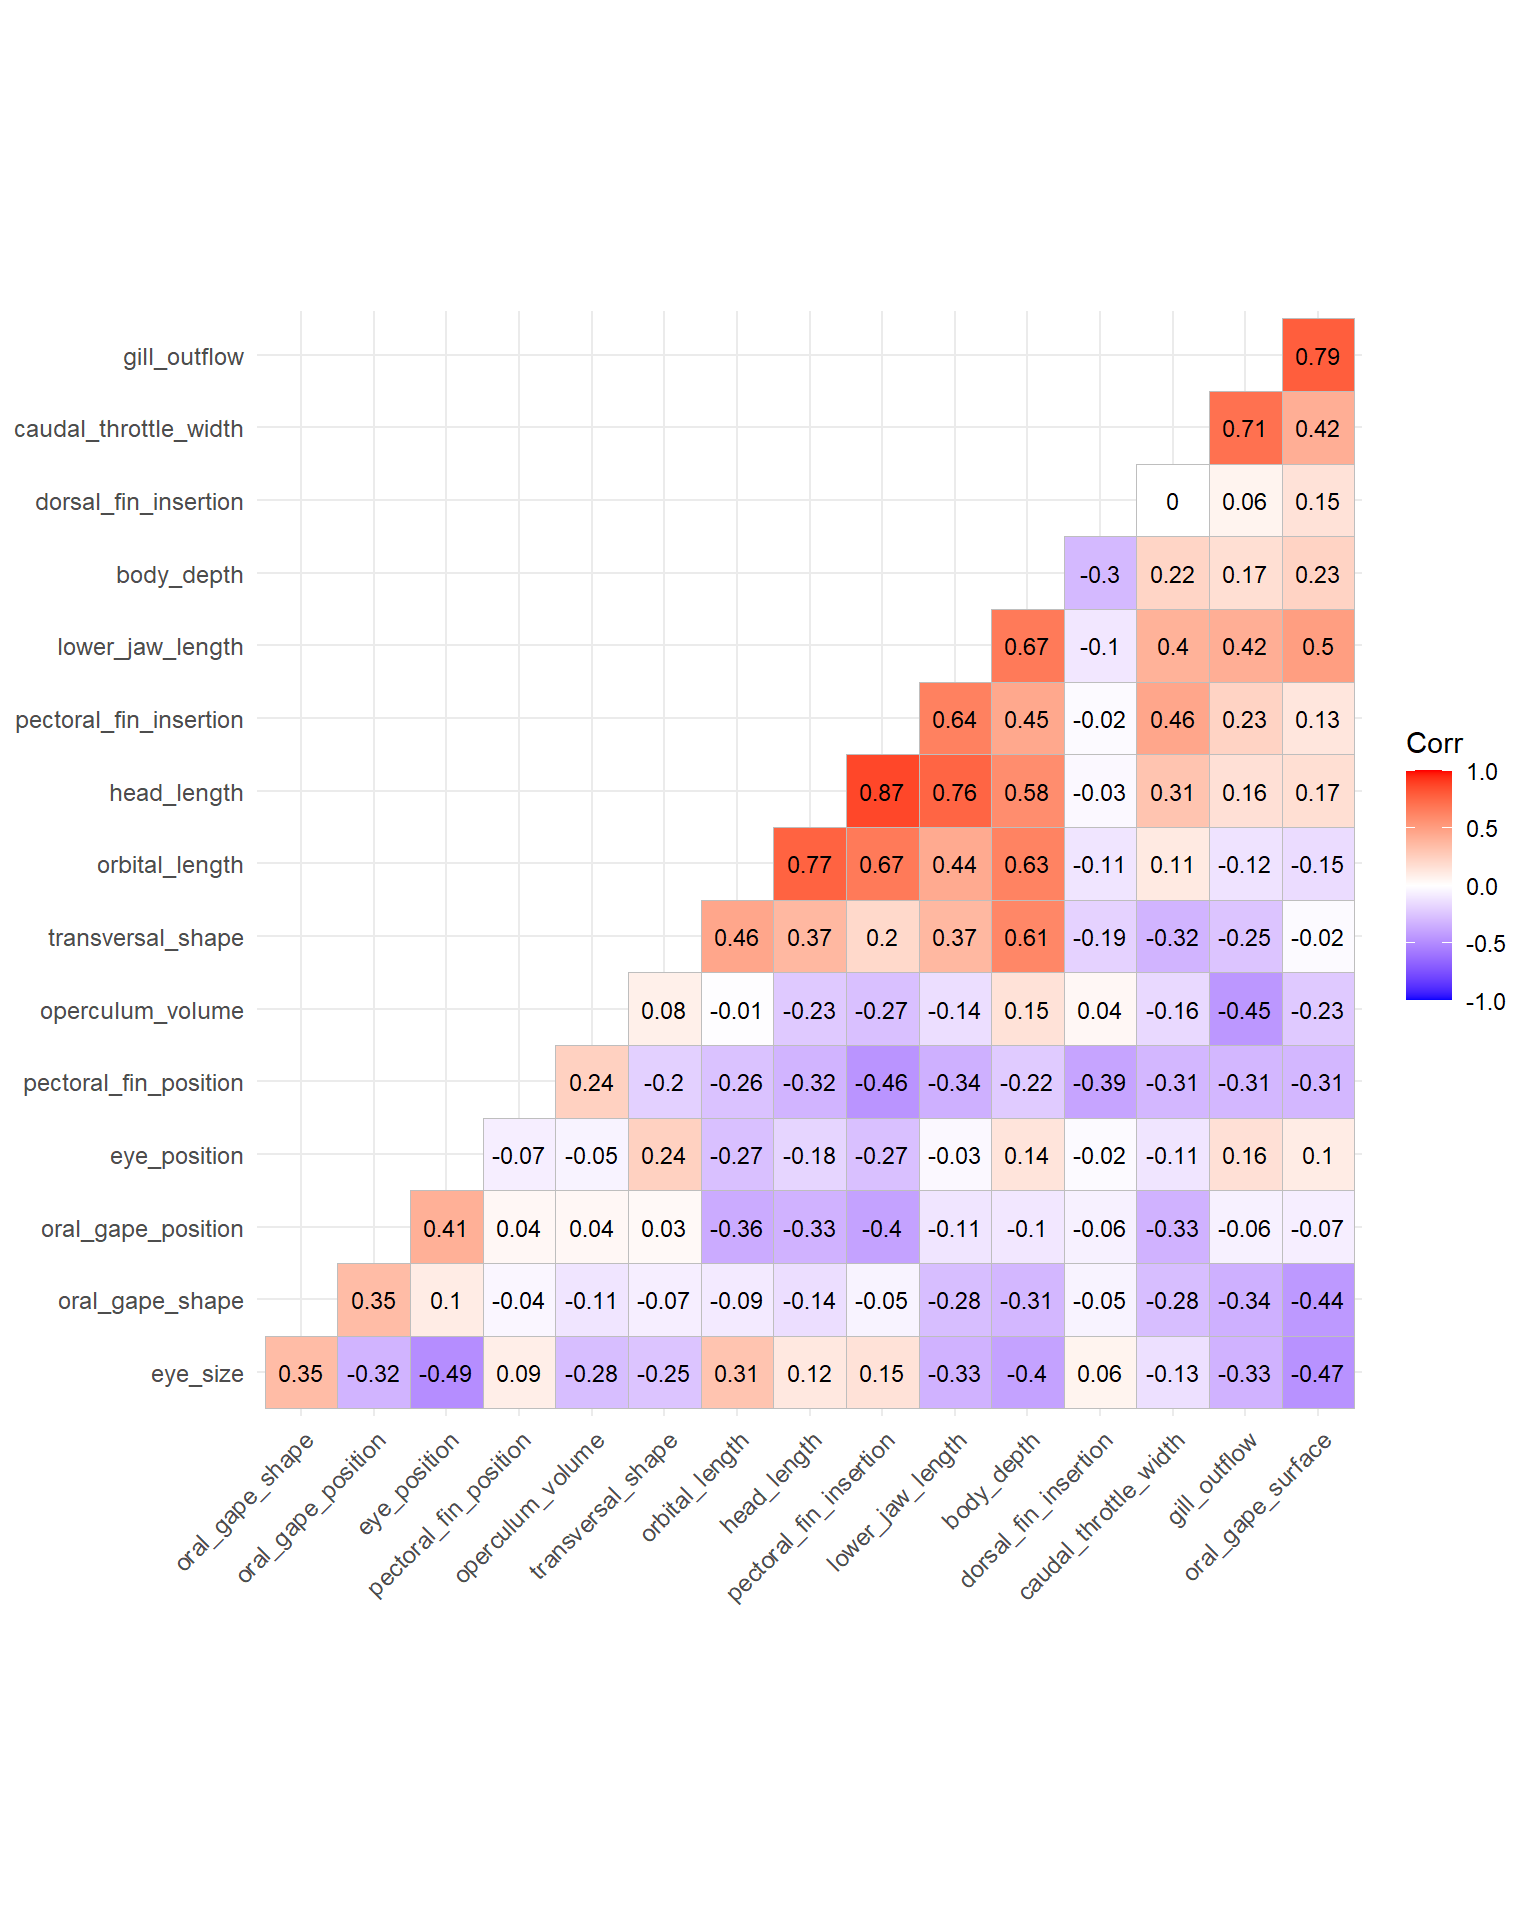 gill_outflow 0.79
caudal_throttle_width 0.71 0.42
dorsal_fin_insertion 0 0.06 0.15
body_depth -0.3 0.22 0.17 0.23
lower_jaw_length 0.67 -0.1 0.4 0.42 0.5
pectoral_fin_insertion 0.64 0.45 -0.02 0.46 0.23 0.13
head_length 0.87 0.76 0.58 -0.03 0.31 0.16 0.17
orbital_length 0.77 0.67 0.44 0.63 -0.11 0.11 -0.12 -0.15
transversal_shape 0.46 0.37 0.2 0.37 0.61 -0.19 -0.32 -0.25 -0.02
operculum_volume 0.08 -0.01 -0.23 -0.27 -0.14 0.15 0.04 -0.16 -0.45 -0.23
pectoral_fin_position 0.24 -0.2 -0.26 -0.32 -0.46 -0.34 -0.22 -0.39 -0.31 -0.31 -0.31
eye_position -0.07 -0.05 0.24 -0.27 -0.18 -0.27 -0.03 0.14 -0.02 -0.11 0.16 0.1
oral_gape_position 0.41 0.04 0.04 0.03 -0.36 -0.33 -0.4 -0.11 -0.1 -0.06 -0.33 -0.06 -0.07
oral_gape_shape 0.35 0.1 -0.04 -0.11 -0.07 -0.09 -0.14 -0.05 -0.28 -0.31 -0.05 -0.28 -0.34 -0.44
eye_size 0.35 -0.32 -0.49 0.09 -0.28 -0.25 0.31 0.12 0.15 -0.33 -0.4 0.06 -0.13 -0.33 -0.47
oral_gape_shape
oral_gape_position
eye_position
pectoral_fin_position
operculum_volume
transversal_shape
orbital_length
head_length
pectoral_fin_insertion
lower_jaw_length
body_depth
dorsal_fin_insertion
caudal_throttle_width
gill_outflow
oral_gape_surface
Corr
1.0
0.5
0.0
-0.5
-1.0